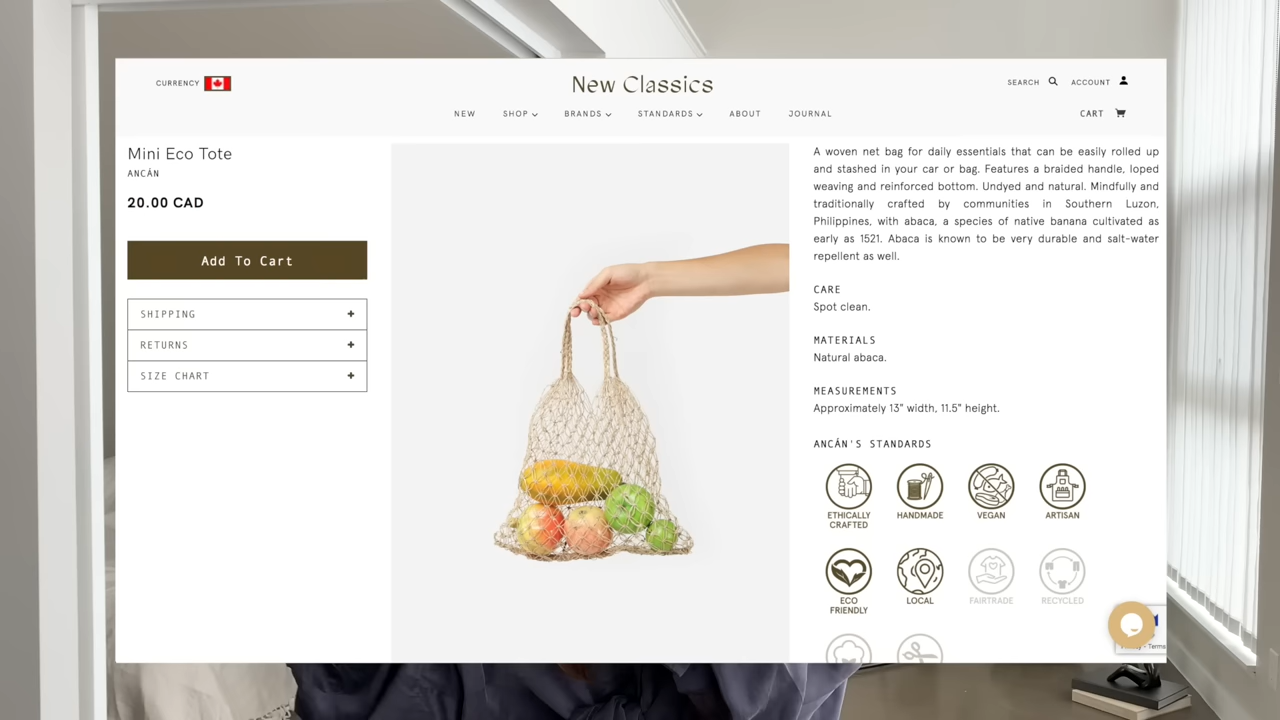 CURRENCY
New Classics
SEARCH
ACCOUNT
NEW
SHOP
BRANDS
STANDARDS
ABOUT
JOURNAL
CART
Mini Eco Tote
ANCÁN
20.00 CAD
Add To Cart
SHIPPING
RETURNS
SIZE CHART
A woven net bag for daily essentials that can be easily rolled up
and stashed in your car or bag. Features a braided handle, loped
weaving and reinforced bottom. Undyed and natural. Mindfully and
traditionally crafted by communities in Southern Luzon,
Philippines, with abaca, a species of native banana cultivated as
early as 1521. Abaca is known to be very durable and salt-water
repellent as well.
CARE
Spot clean.
MATERIALS
Natural abaca.
MEASUREMENTS
Approximately 13" width, 11.5" height.
ANCÁN'S STANDARDS
ETHICALLY
CRAFTED
HANDMADE
VEGAN
ARTISAN
ECO
FRIENDLY
LOCAL
FAIRTRADE
RECYCLED
Terms